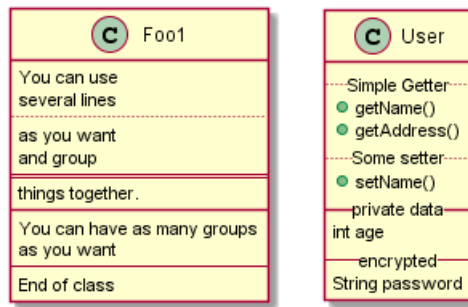 C Foo1
You can use
several lines
as you want
and group
things together.
You can have as many groups
as you want
End of class
C User
Simple Getter
getName()
getAddress()
Some setter
setName()
private data
int age
encrypted
String password